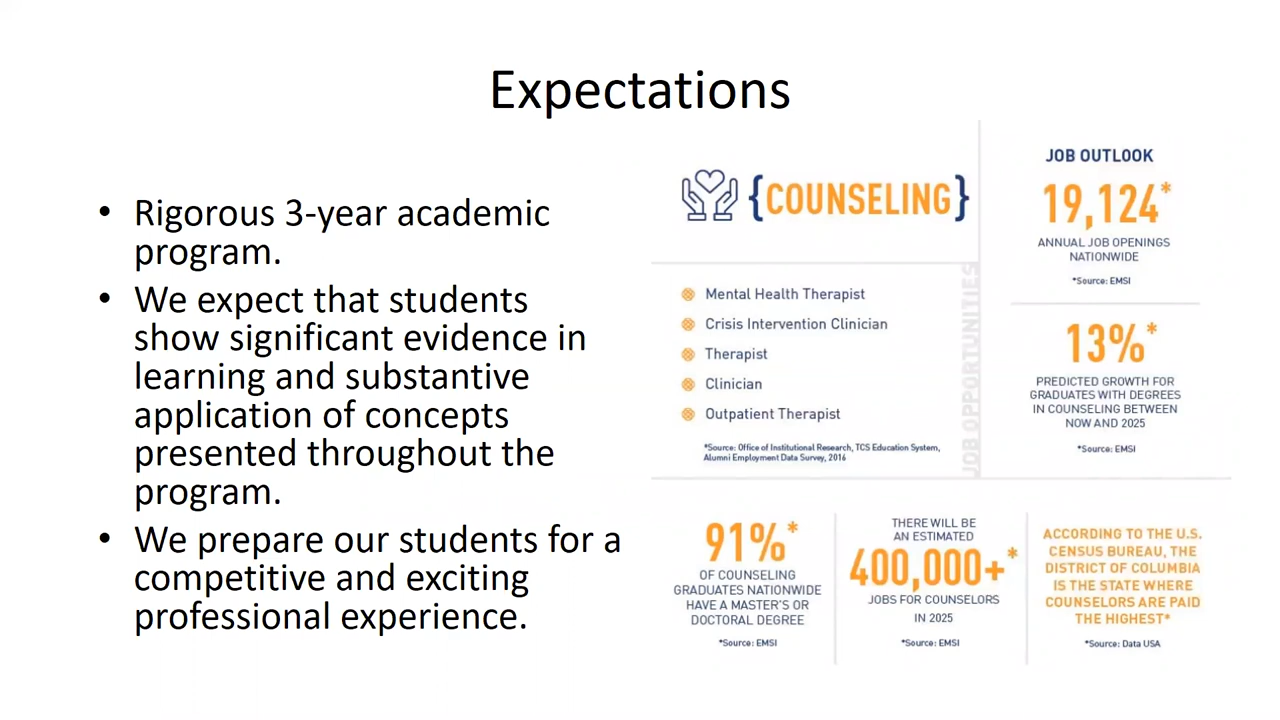 Expectations
• Rigorous 3-year academic
program.
• We expect that students
show significant evidence in
learning and substantive
application of concepts
presented throughout the
program.
• We prepare our students for a
competitive and exciting
professional experience.
{COUNSELING}
Mental Health Therapist
Crisis Intervention Clinician
Therapist
Clinician
Outpatient Therapist
*Source: Office of Institutional Research, TCS Education System,
Alumni Employment Data Survey, 2016
JOB OPPORTUNITIES
JOB OUTLOOK
19,124*
ANNUAL JOB OPENINGS
NATIONWIDE
*Source: EMSI
13%*
PREDICTED GROWTH FOR
GRADUATES WITH DEGREES
IN COUNSELING BETWEEN
NOW AND 2025
*Source: EMSI
91%*
OF COUNSELING
GRADUATES NATIONWIDE
HAVE A MASTER'S OR
DOCTORAL DEGREE
*Source: EMSI
THERE WILL BE
AN ESTIMATED
400,000+*
JOBS FOR COUNSELORS
IN 2025
*Source: EMSI
ACCORDING TO THE U.S.
CENSUS BUREAU, THE
DISTRICT OF COLUMBIA
IS THE STATE WHERE
COUNSELORS ARE PAID
THE HIGHEST*
*Source: Data USA